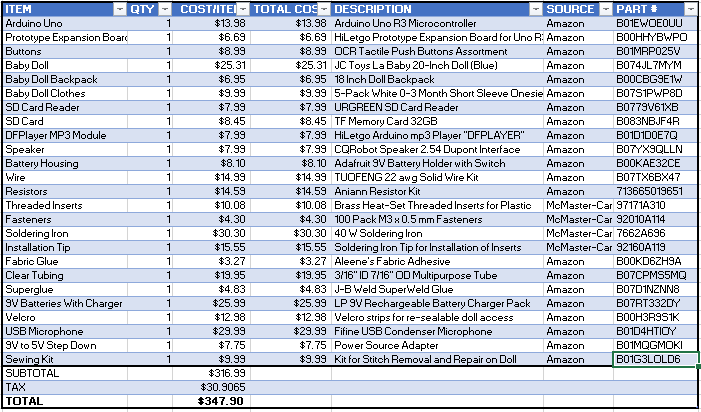 ITEM QTY COST/ITEI TOTAL COS DESCRIPTION SOURCE PART #
Arduino Uno 1 $13.98 $13.98 Arduino Uno R3 Microcontroller Amazon B01EWOE0UU
Prototype Expansion Board 1 $6.69 $6.69 HiLetgo Prototype Expansion Board for Uno R3 Amazon B00HHYBWPO
Buttons 1 $8.99 $8.99 OCR Tactile Push Buttons Assortment Amazon B01MRP025V
Baby Doll 1 $25.31 $25.31 JC Toys La Baby 20-Inch Doll (Blue) Amazon B074JL7MYM
Baby Doll Backpack 1 $6.95 $6.95 18 Inch Doll Backpack Amazon B00CBG9E1W
Baby Doll Clothes 1 $9.99 $9.99 5-Pack White 0-3 Month Short Sleeve Onesie Amazon B07S1PWP8D
SD Card Reader 1 $7.99 $7.99 URGREEN SD Card Reader Amazon B0779V61XB
SD Card 1 $8.45 $8.45 TF Memory Card 32GB Amazon B083NBJF4R
DFPlayer MP3 Module 1 $7.99 $7.99 HiLetgo Arduino mp3 Player "DFPLAYER" Amazon B01D1D0E7Q
Speaker 1 $7.99 $7.99 CQRobot Speaker 2.54 Dupont Interface Amazon B07YX9QLLN
Battery Housing 1 $8.10 $8.10 Adafruit 9V Battery Holder with Switch Amazon B00KAE32CE
Wire 1 $14.99 $14.99 TUOFENG 22 awg Solid Wire Kit Amazon B07TX6BX47
Resistors 1 $14.59 $14.59 Aniann Resistor Kit Amazon 713665019651
Threaded Inserts 1 $10.08 $10.08 Brass Heat-Set Threaded Inserts for Plastic McMaster-Car 97171A310
Fasteners 1 $4.30 $4.30 100 Pack M3 x 0.5 mm Fasteners McMaster-Car 92010A114
Soldering Iron 1 $30.30 $30.30 40 W Soldering Iron McMaster-Car 7662A696
Installation Tip 1 $15.55 $15.55 Soldering Iron Tip for Installation of Inserts McMaster-Car 92160A119
Fabric Glue 1 $3.27 $3.27 Aleene's Fabric Adhesive Amazon B00KD6ZH9A
Clear Tubing 1 $19.95 $19.95 3/16" ID 7/16" OD Multipurpose Tube Amazon B07CPMS5MQ
Superglue 1 $4.83 $4.83 J-B Weld SuperWeld Glue Amazon B07D1NZNN8
9V Batteries With Charger 1 $25.99 $25.99 LP 9V Rechargeable Battery Charger Pack Amazon B07RT332DY
Velcro 1 $12.98 $12.98 Velcro strips for re-sealable doll access Amazon B00H3R9S1K
USB Microphone 1 $29.99 $29.99 Fifine USB Condenser Microphone Amazon B01D4HTIOY
9V to 5V Step Down 1 $7.75 $7.75 Power Source Adapter Amazon B01MQGMOKI
Sewing Kit 1 $9.99 $9.99 Kit for Stitch Removal and Repair on Doll Amazon B01G3LOLD6
SUBTOTAL $316.99
TAX $30.9065
TOTAL $347.90